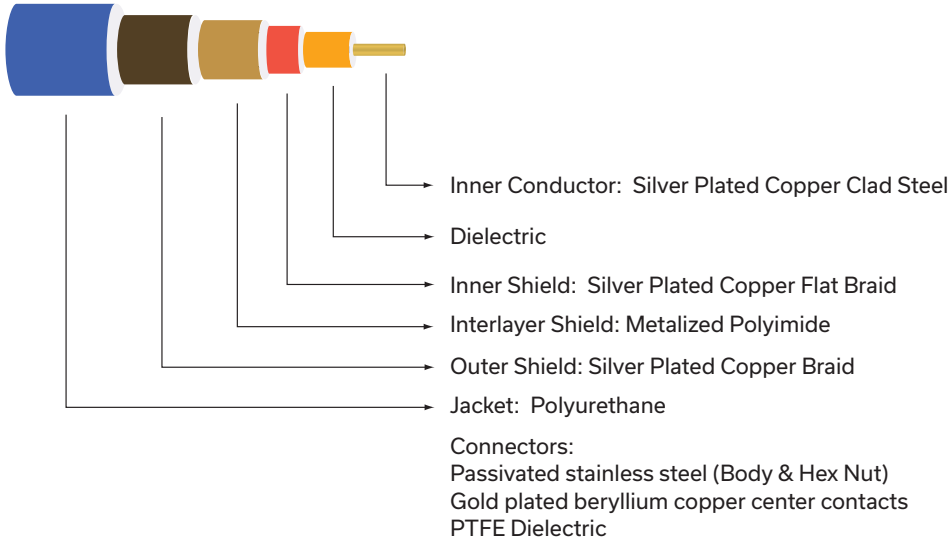 Inner Conductor: Silver Plated Copper Clad Steel
Dielectric
Inner Shield: Silver Plated Copper Flat Braid
Interlayer Shield: Metalized Polyimide
Outer Shield: Silver Plated Copper Braid
Jacket: Polyurethane
Connectors:
Passivated stainless steel (Body & Hex Nut)
Gold plated beryllium copper center contacts
PTFE Dielectric